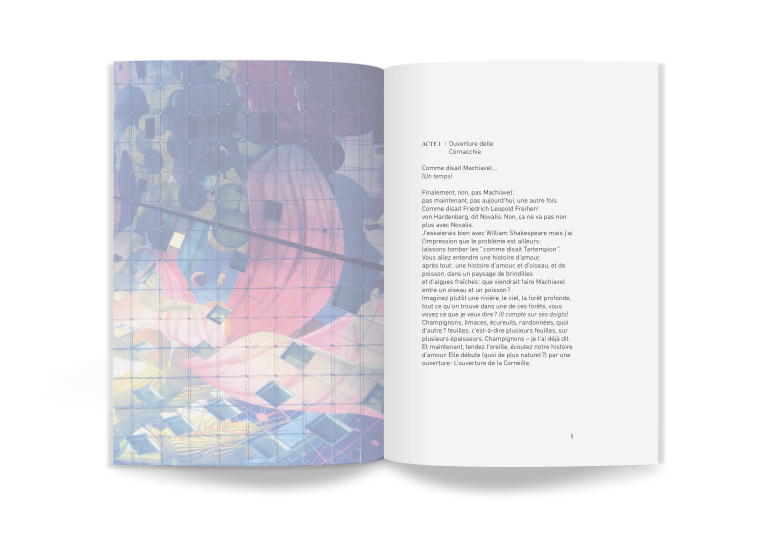 ACTE I | Ouverture delle
Cornacchie
Comme disait Machiavel...
(Un temps)
Finalement, non, pas Machiavel:
pas maintenant, pas aujourd'hui, une autre fois.
Comme disait Friedrich Leopold Freiherr
von Hardenberg, dit Novalis. Non, ça ne va pas non
plus avec Novalis.
J'essaierais bien avec William Shakespeare mais j'ai
l'impression que le problème est ailleurs:
laissons tomber les "comme disait Tartempion".
Vous allez entendre une histoire d'amour,
après tout: une histoire d'amour, et d'oiseau, et de
poisson, dans un paysage de brindilles
et d'algues fraîches: que viendrait faire Machiavel
entre un oiseau et un poisson?
Imaginez plutôt une rivière, le ciel, la forêt profonde,
tout ce qu'on trouve dans une de ces forêts, vous
voyez ce que je veux dire? (Il compte sur ses doigts)
Champignons, limaces, écureuils, randonnées, quoi
d'autre? feuilles, c'est-à-dire plusieurs feuilles, sur
plusieurs épaisseurs. Champignons – je l'ai déjà dit.
Et maintenant, tendez l'oreille, écoutez notre histoire
d'amour. Elle débute (quoi de plus naturel?) par une
ouverture: L'ouverture de la Corneille.
5